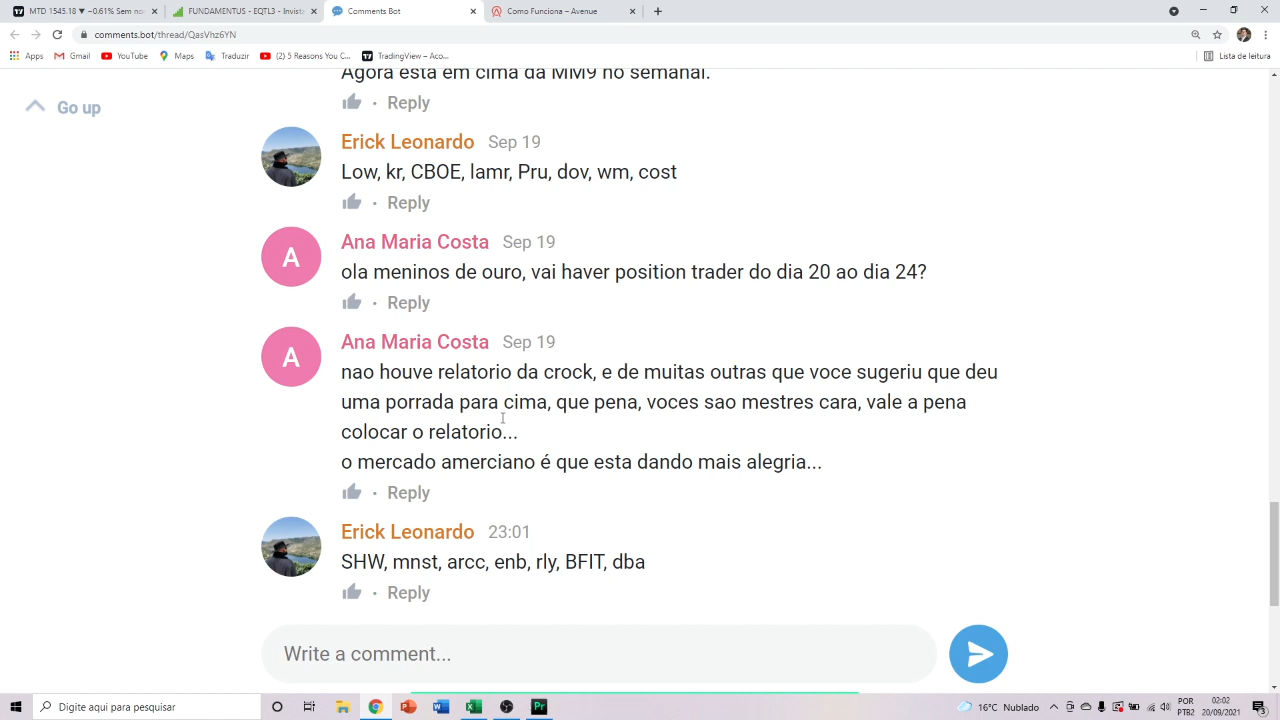 MTD 1545.18 ▼ −0.61% Sem no
FUNDAMENTUS - EQTL3 - Invisti
Comments Bot
Como Funciona – Avenue
comments.bot/thread/QasVhz6YN
Apps
Gmail
YouTube
Maps
Traduzir
(2) 5 Reasons You C...
TradingView – Aco...
Lista de leitura
Go up
Agora está em cima da MM9 no semanal.
Reply
Erick Leonardo Sep 19
Low, kr, CBOE, lamr, Pru, dov, wm, cost
Reply
A
Ana Maria Costa Sep 19
ola meninos de ouro, vai haver position trader do dia 20 ao dia 24?
Reply
A
Ana Maria Costa Sep 19
nao houve relatorio da crock, e de muitas outras que voce sugeriu que deu
uma porrada para cima, que pena, voces sao mestres cara, vale a pena
colocar o relatorio...
o mercado amerciano é que esta dando mais alegria...
Reply
Erick Leonardo 23:01
SHW, mnst, arcc, enb, rly, BFIT, dba
Reply
Write a comment...
Digite aqui para pesquisar
16°C Nublado
POR
PTB2
02:02
20/09/2021